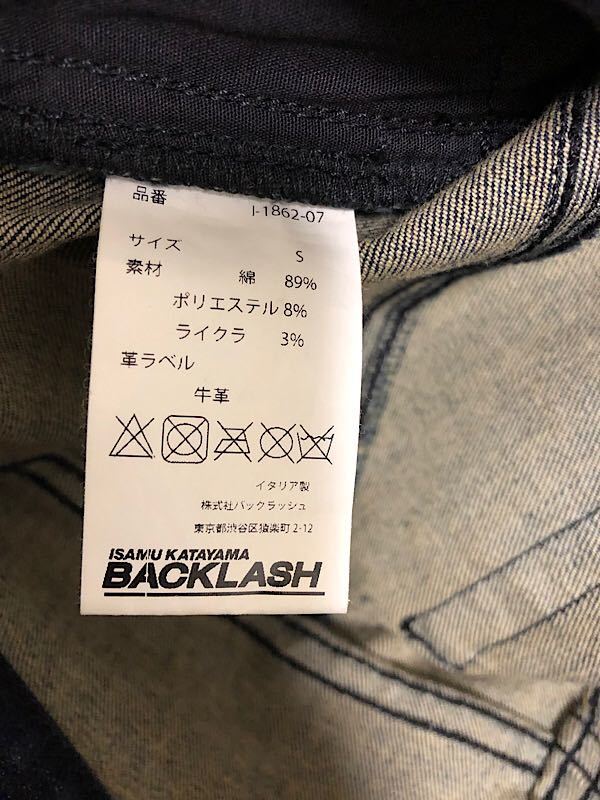 品番 I-1862-07
サイズ S
素材 綿 89%
ポリエステル 8%
ライクラ 3%
革ラベル
牛革
イタリア製
株式会社バックラッシュ
東京都渋谷区猿楽町 2-12
ISAMU KATAYAMA
BACKLASH